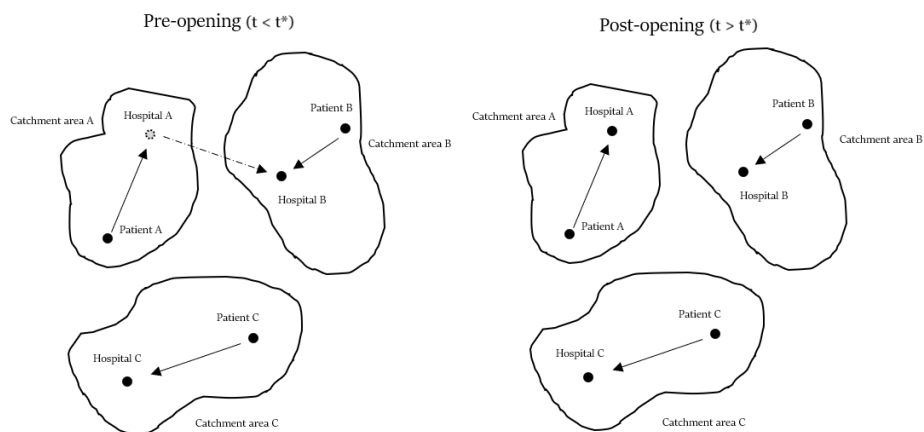 Pre-opening (t < t*)
Hospital A
Catchment area A
Patient B
Catchment area B
Hospital B
Patient A
Patient C
Hospital C
Catchment area C
Post-opening (t > t*)
Hospital A
Catchment area A
Patient B
Catchment area B
Hospital B
Patient A
Patient C
Hospital C
Catchment area C